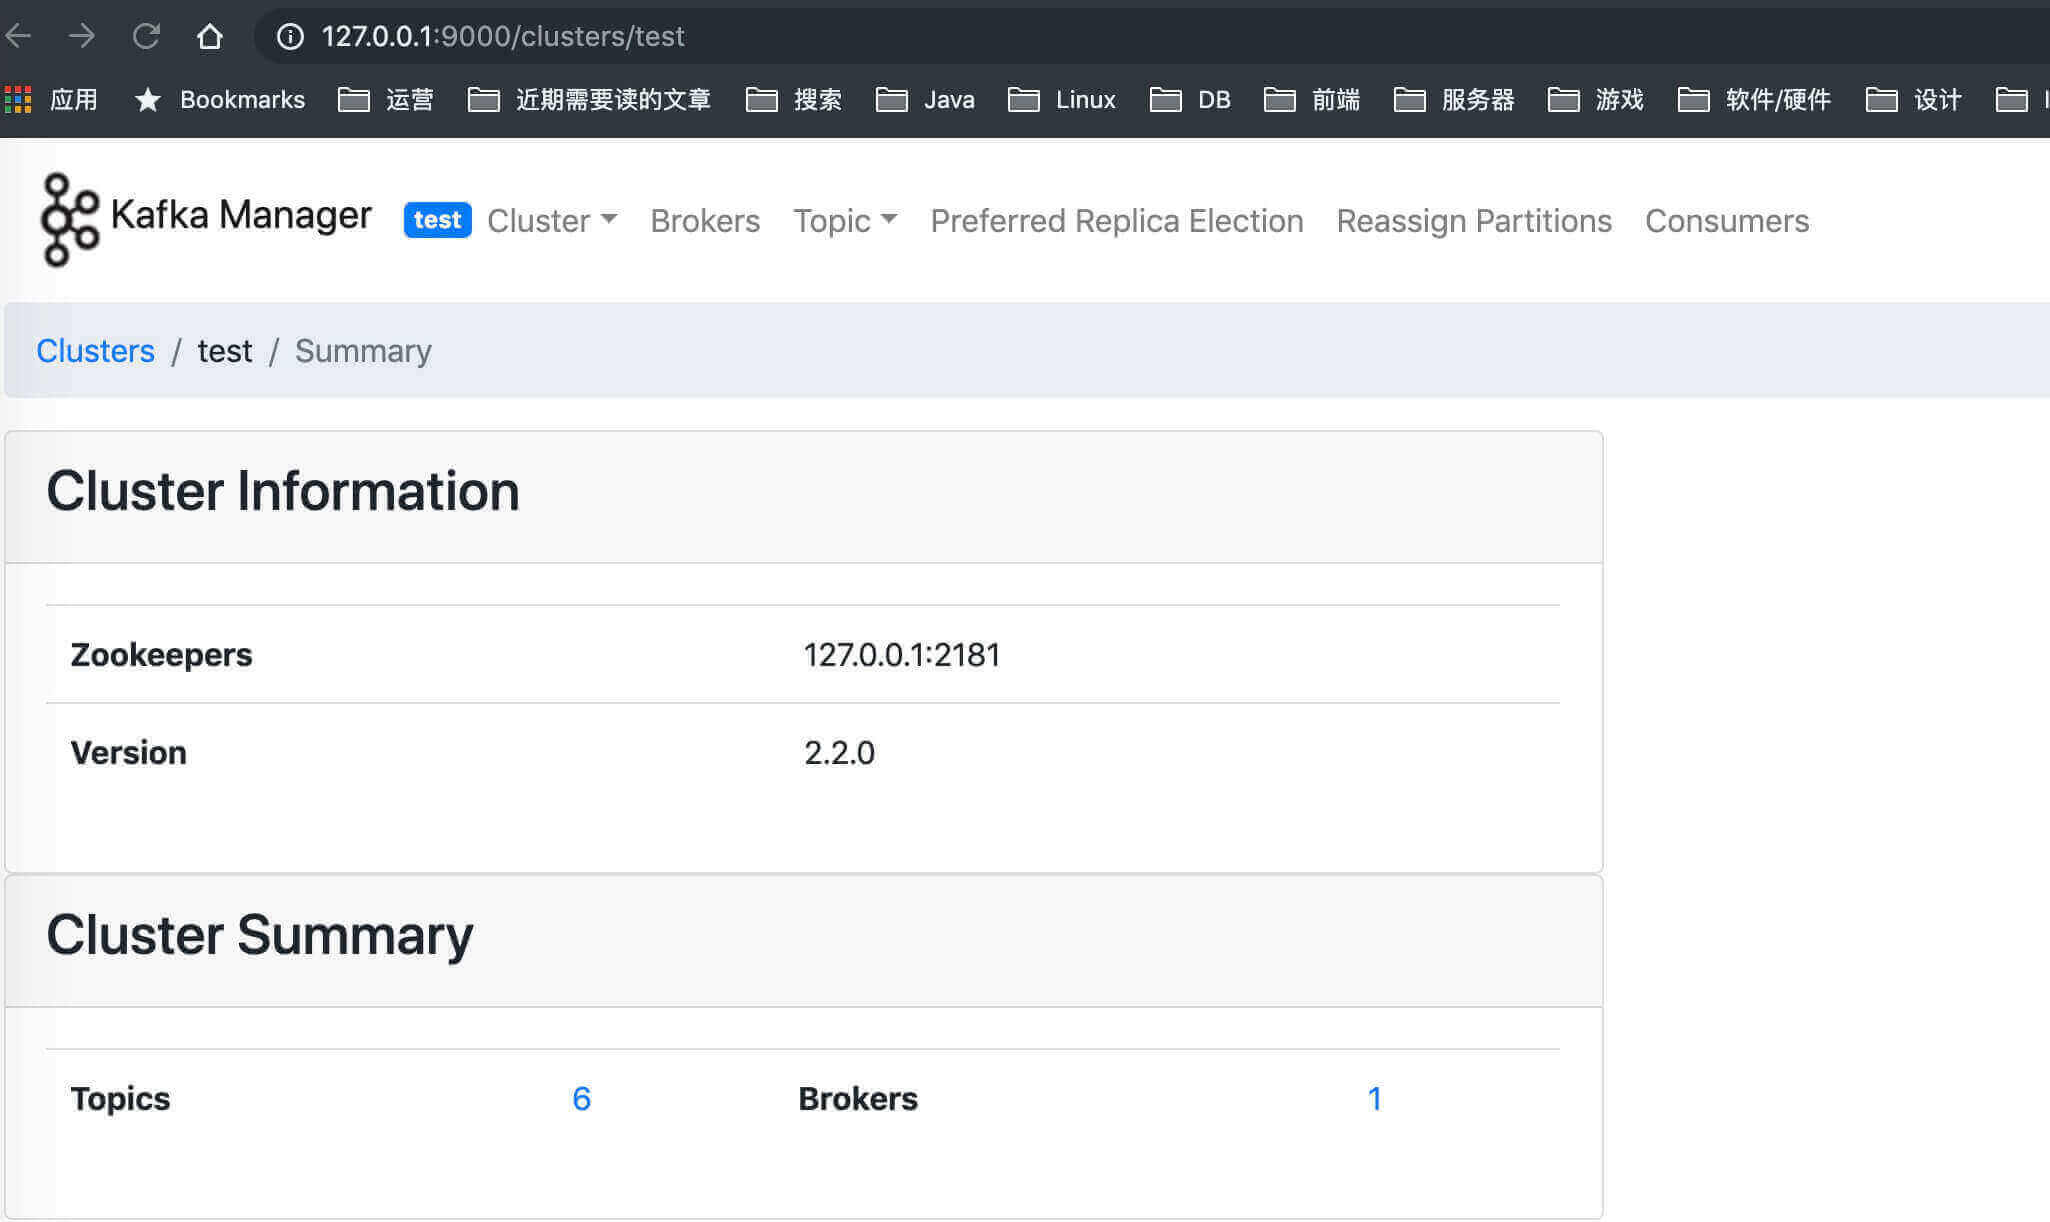 127.0.0.1:9000/clusters/test
应用 Bookmarks 运营 近期需要读的文章 搜索 Java Linux DB 前端 服务器 游戏 软件/硬件 设计
Kafka Manager test Cluster Brokers Topic Preferred Replica Election Reassign Partitions Consumers
Clusters / test / Summary
Cluster Information
Zookeepers 127.0.0.1:2181
Version 2.2.0
Cluster Summary
Topics 6 Brokers 1